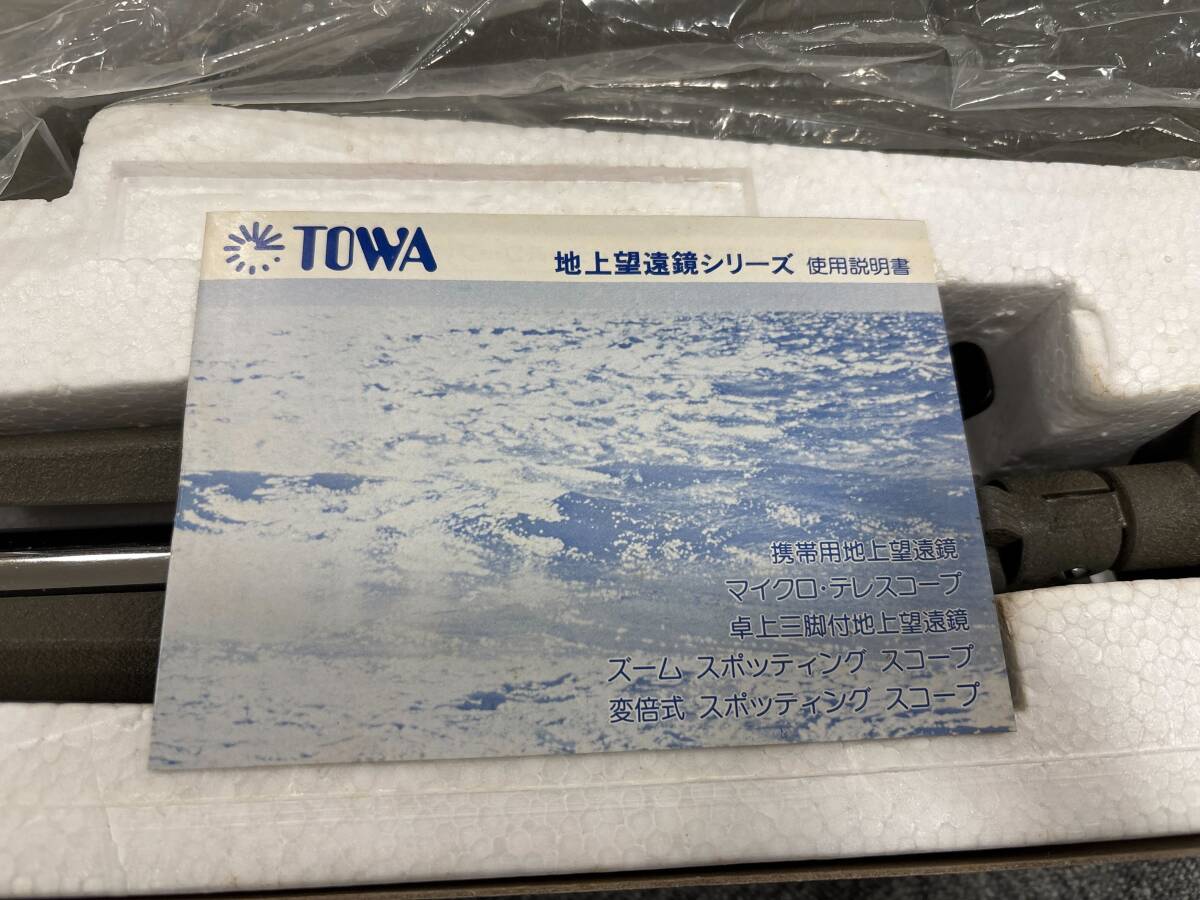 TOWA
地上望遠鏡シリーズ 使用説明書
携帯用地上望遠鏡
マイクロ・テレスコープ
卓上三脚付地上望遠鏡
ズーム スポッティング スコープ
変倍式 スポッティング スコープ